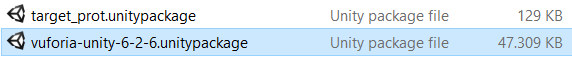 target_prot.unitypackage Unity package file 129 KB
vuforia-unity-6-2-6.unitypackage Unity package file 47.309 KB